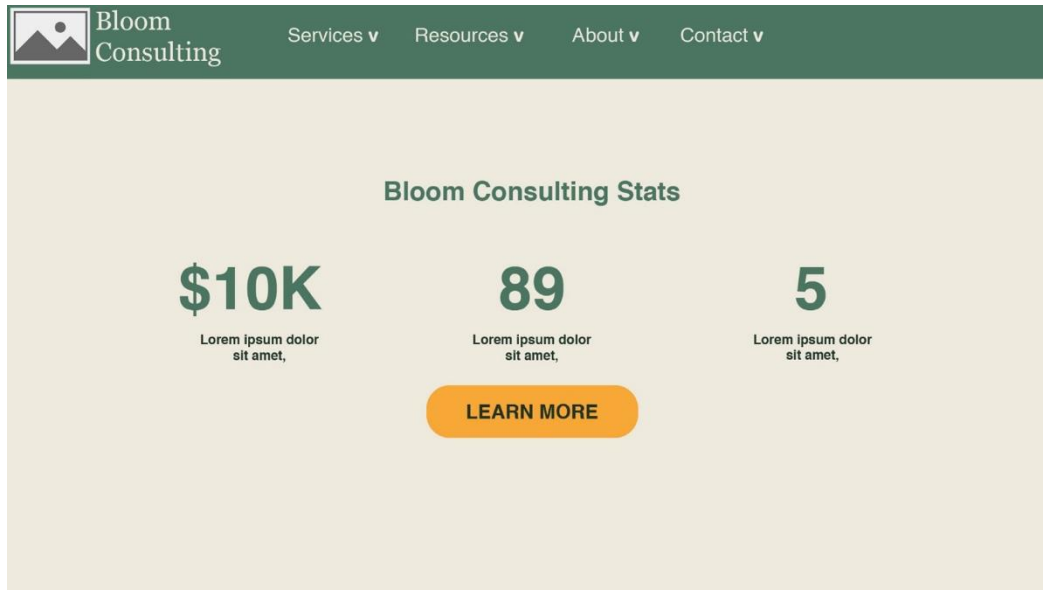 Bloom
Consulting
Services v
Resources v
About v
Contact v
Bloom Consulting Stats
$10K
89
5
Lorem ipsum dolor
sit amet,
Lorem ipsum dolor
sit amet,
Lorem ipsum dolor
sit amet,
LEARN MORE